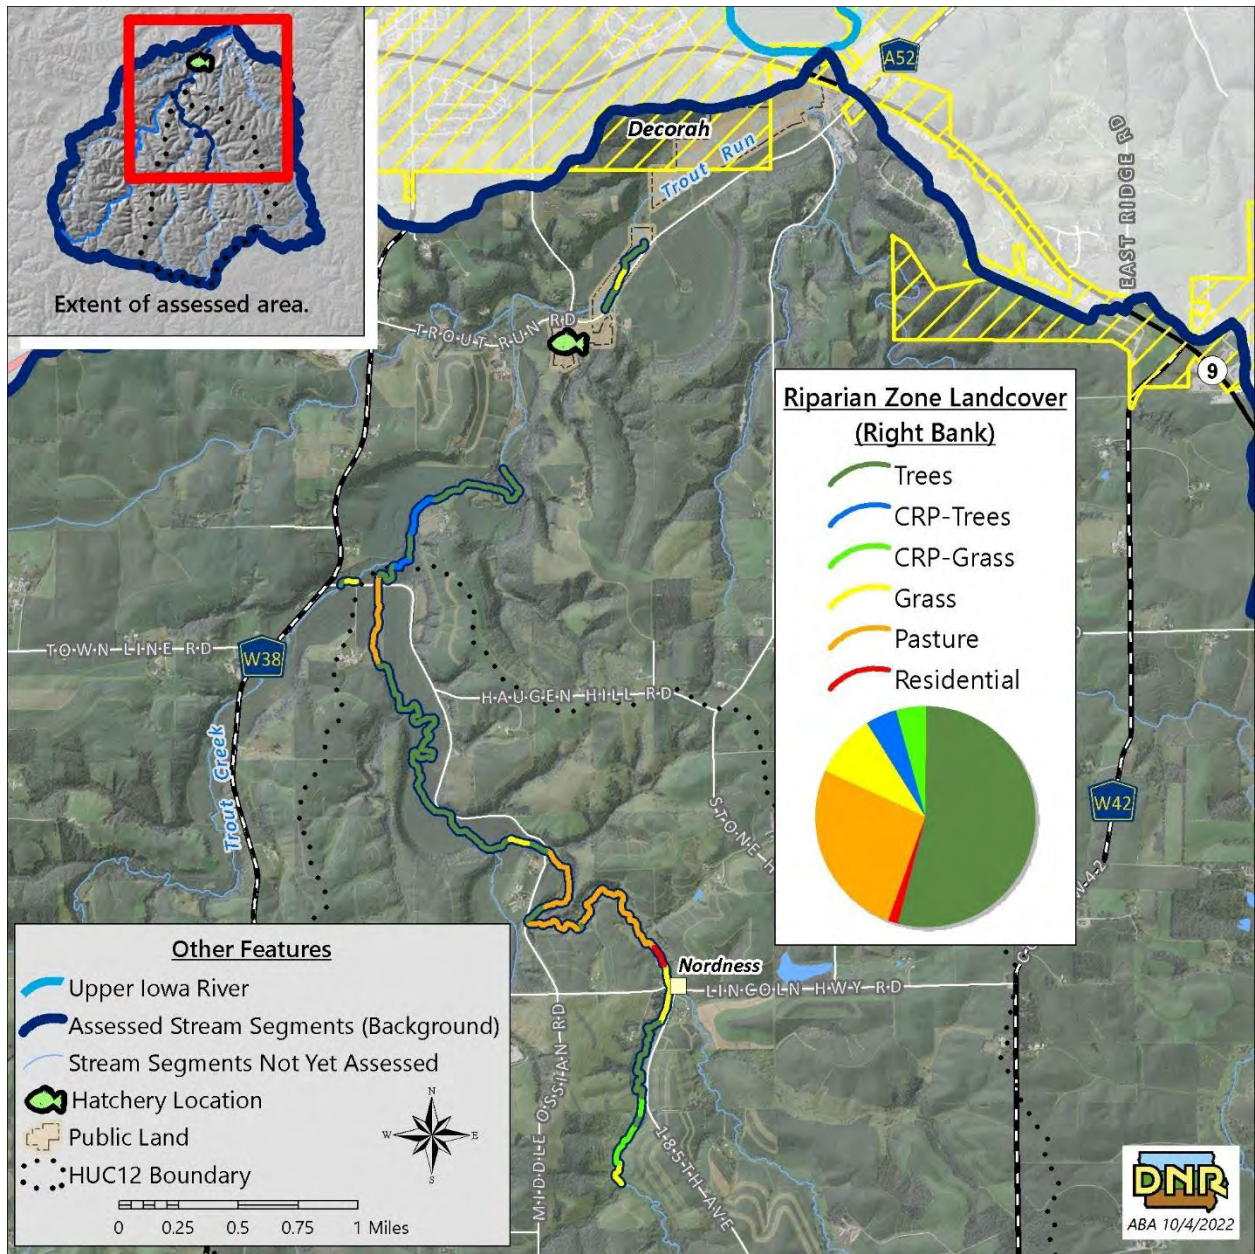 Extent of assessed area.
A52
Decorah
Trout Run
EAST RIDGE RD
TROUT RUN RD
9
Riparian Zone Landcover
(Right Bank)
Trees
CRP-Trees
CRP-Grass
Grass
Pasture
Residential
TOWN LINE RD
W38
HAUGEN HILL RD
Trout Creek
STONE H
W42
W-42
Nordness
LINCOLN HWY RD
MIDDLE OSSIAN RD
185TH AVE
Other Features
Upper Iowa River
Assessed Stream Segments (Background)
Stream Segments Not Yet Assessed
Hatchery Location
Public Land
HUC12 Boundary
N
W E
S
0 0.25 0.5 0.75 1 Miles
DNR
ABA 10/4/2022